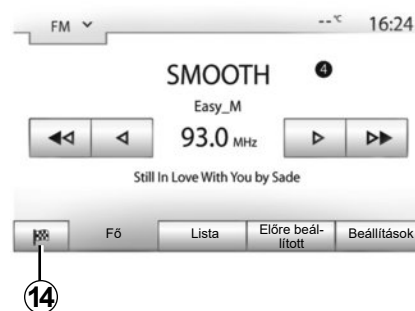 FM --°C 16:24
SMOOTH 4
Easy_M
93.0 MHz
Still In Love With You by Sade
Fő Lista Előre beál- Beállítások
lított
14